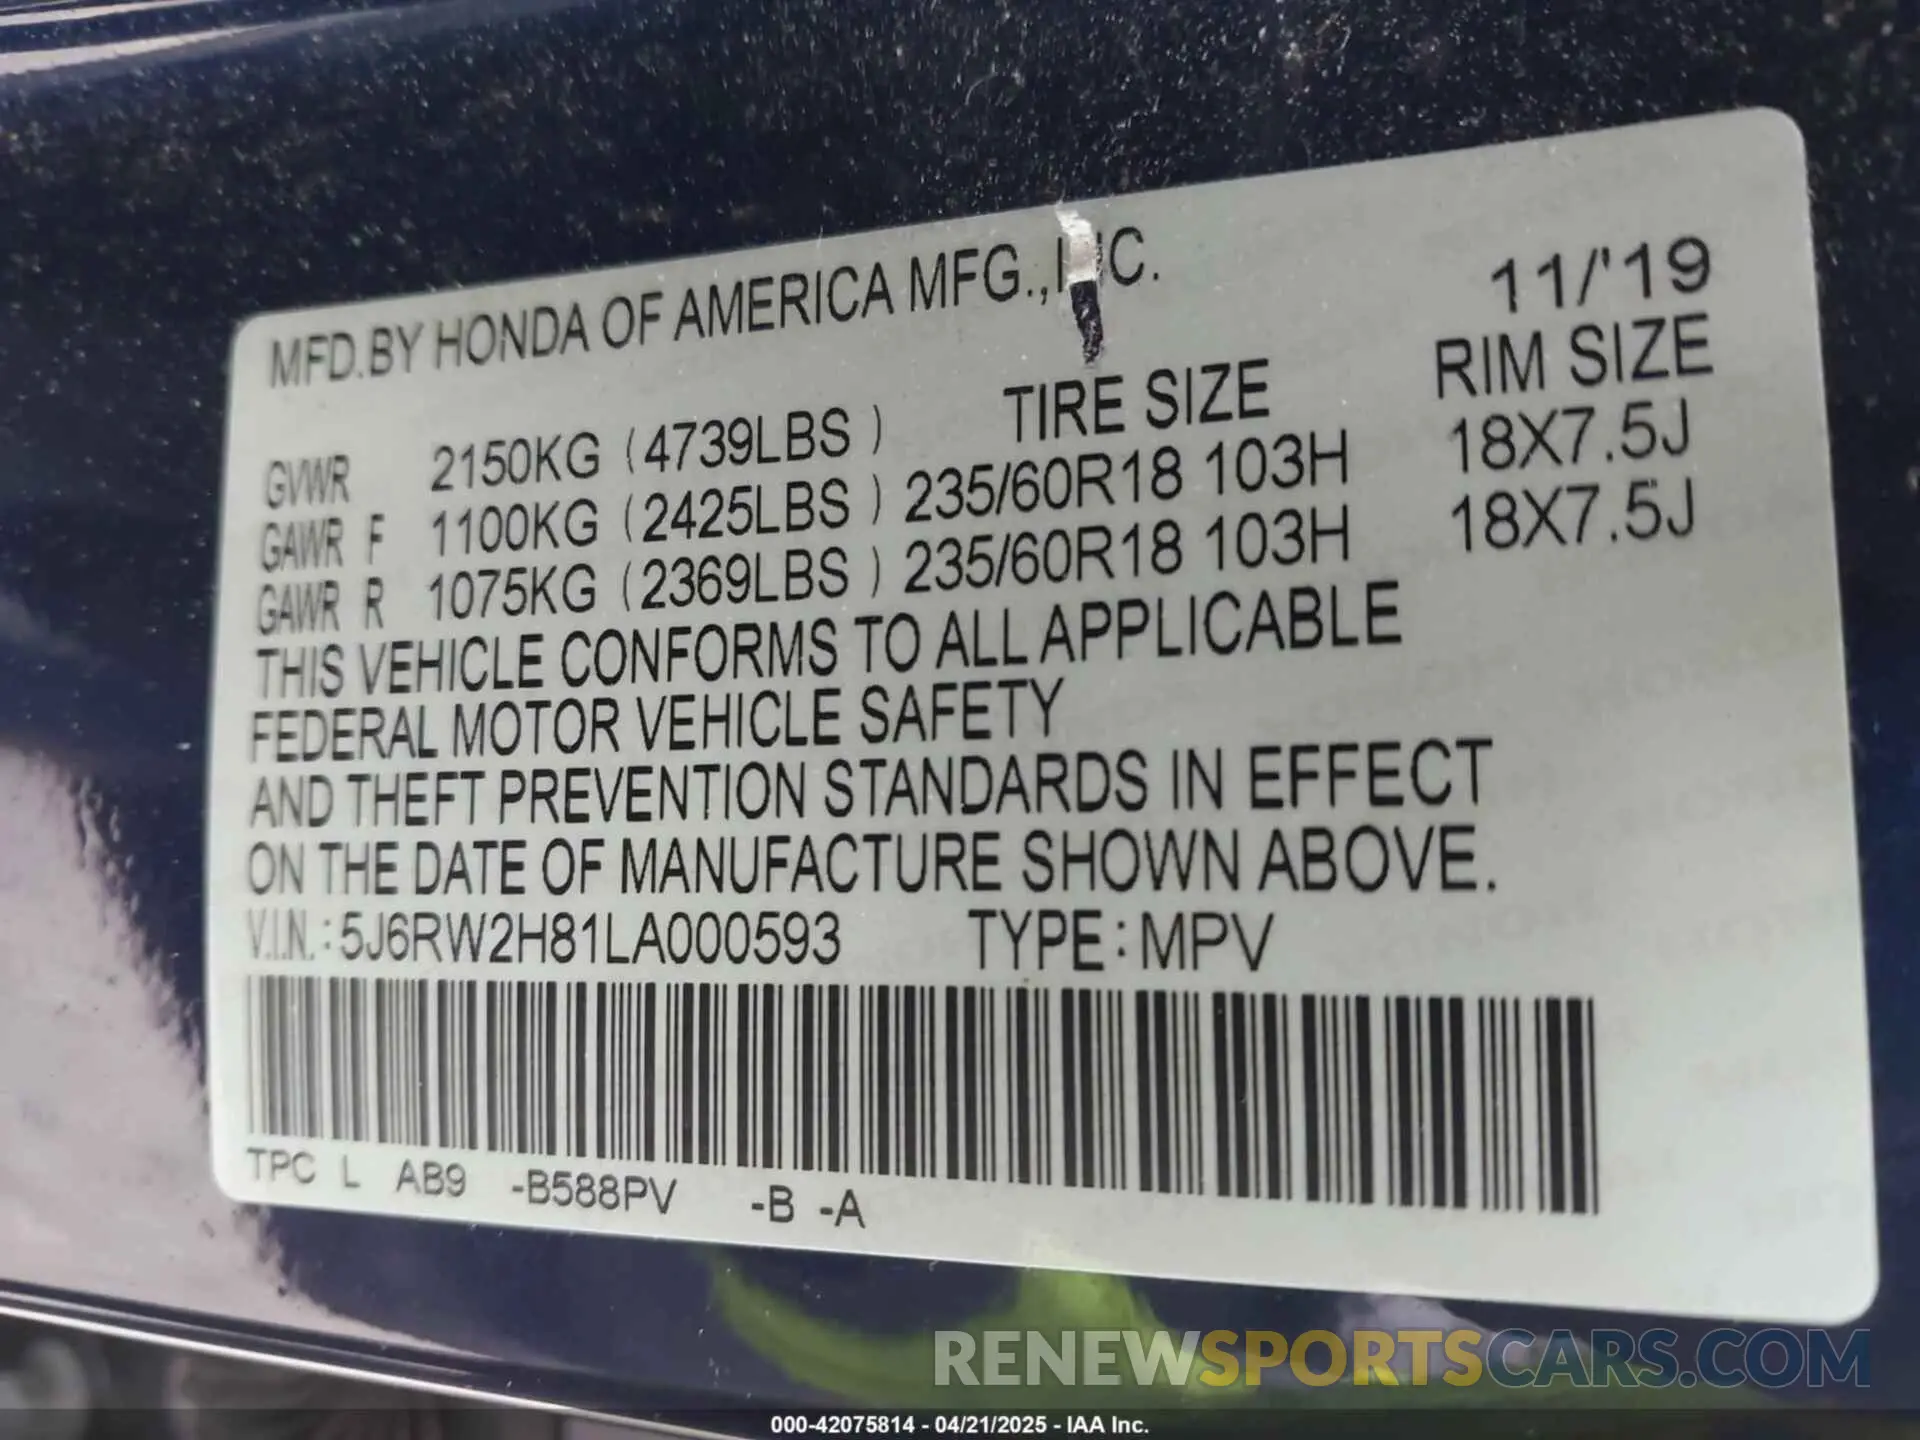 MFD.BY HONDA OF AMERICA MFG.,INC.
11/'19
TIRE SIZE RIM SIZE
GVWR 2150KG (4739LBS )
GAWR F 1100KG (2425LBS ) 235/60R18 103H 18X7.5J
GAWR R 1075KG (2369LBS ) 235/60R18 103H 18X7.5J
THIS VEHICLE CONFORMS TO ALL APPLICABLE
FEDERAL MOTOR VEHICLE SAFETY
AND THEFT PREVENTION STANDARDS IN EFFECT
ON THE DATE OF MANUFACTURE SHOWN ABOVE.
V.I.N.:5J6RW2H81LA000593 TYPE:MPV
TPC L AB9 -B588PV -B -A
RENEWSPORTSCARS.COM
000-42075814 - 04/21/2025 - IAA Inc.